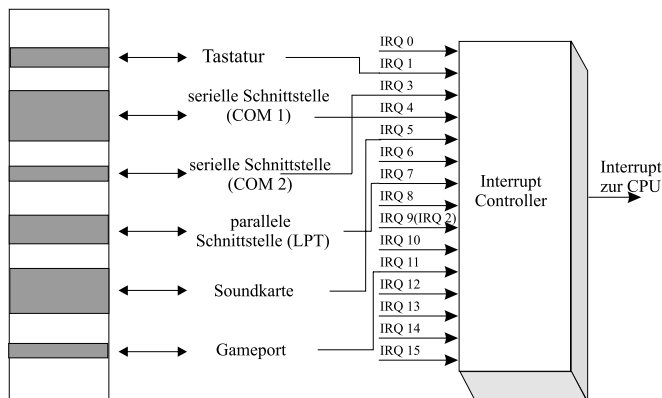 Tastatur
serielle Schnittstelle
(COM 1)
serielle Schnittstelle
(COM 2)
parallele
Schnittstelle (LPT)
Soundkarte
Gameport
IRQ 0
IRQ 1
IRQ 3
IRQ 4
IRQ 5
IRQ 6
IRQ 7
IRQ 8
IRQ 9(IRQ 2)
IRQ 10
IRQ 11
IRQ 12
IRQ 13
IRQ 14
IRQ 15
Interrupt
Controller
Interrupt
zur CPU